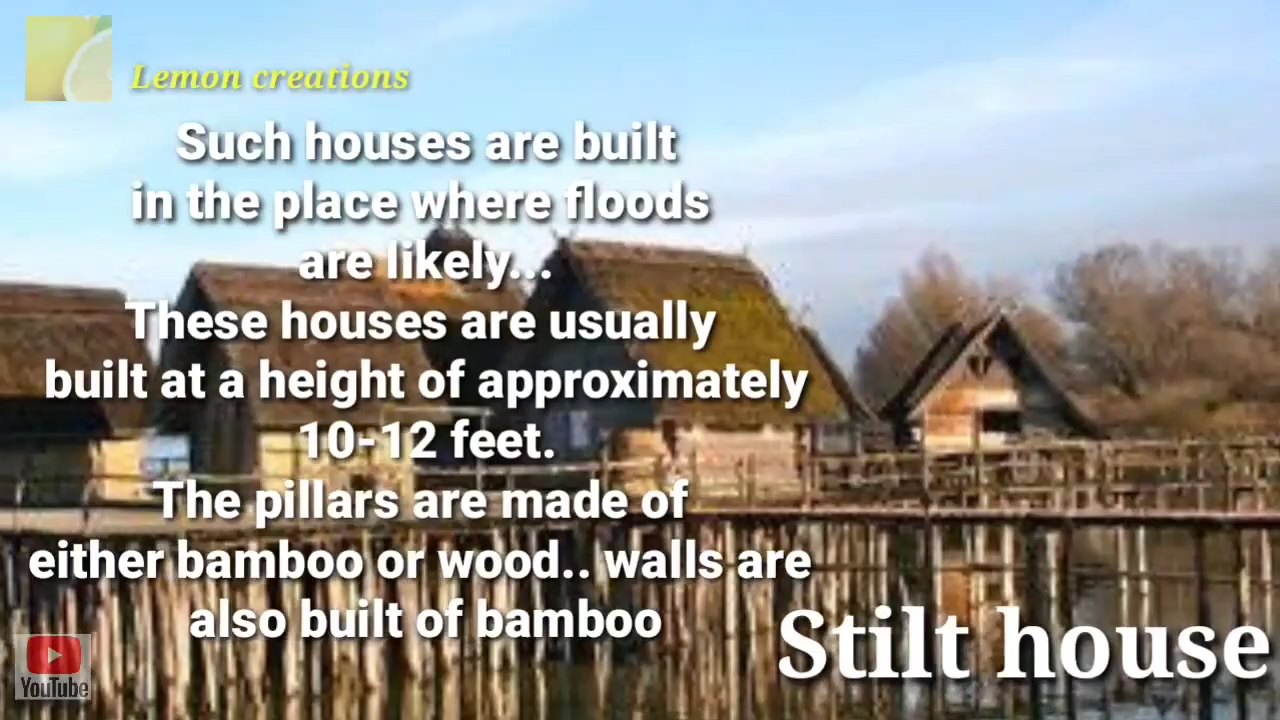 Lemon creations
Such houses are built
in the place where floods
are likely...
These houses are usually
built at a height of approximately
10-12 feet.
The pillars are made of
either bamboo or wood.. walls are
also built of bamboo
Stilt house
YouTube